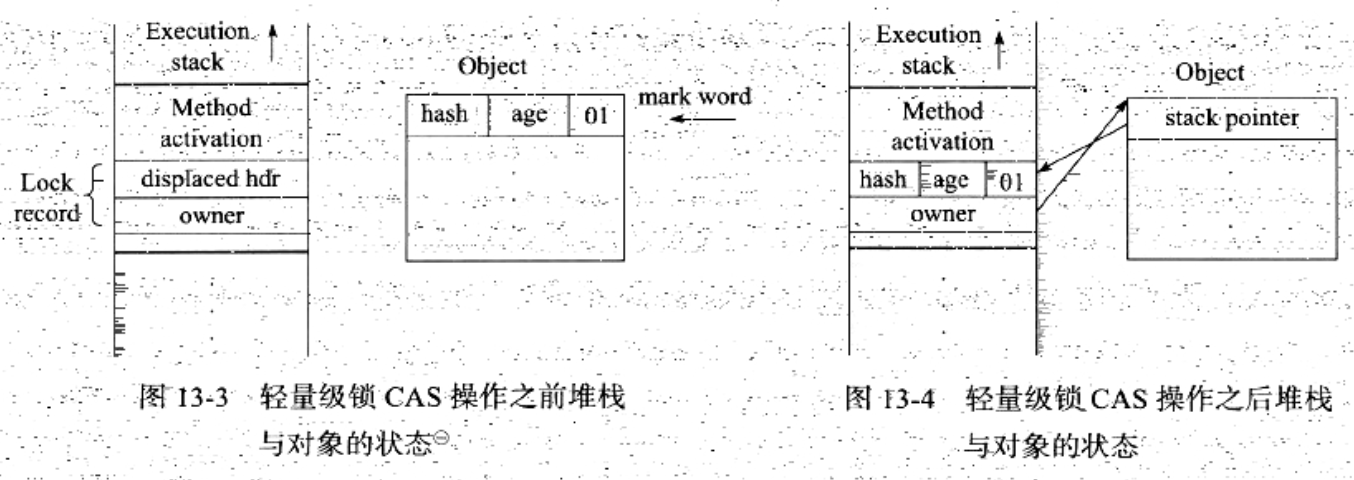 Execution
stack
Method
activation
Lock
record
displaced hdr
owner
Object
hash age 01
mark word
图 13-3 轻量级锁 CAS 操作之前堆栈
与对象的状态㊀
Execution
stack
Method
activation
hash age 01
owner
Object
stack pointer
图 13-4 轻量级锁 CAS 操作之后堆栈
与对象的状态